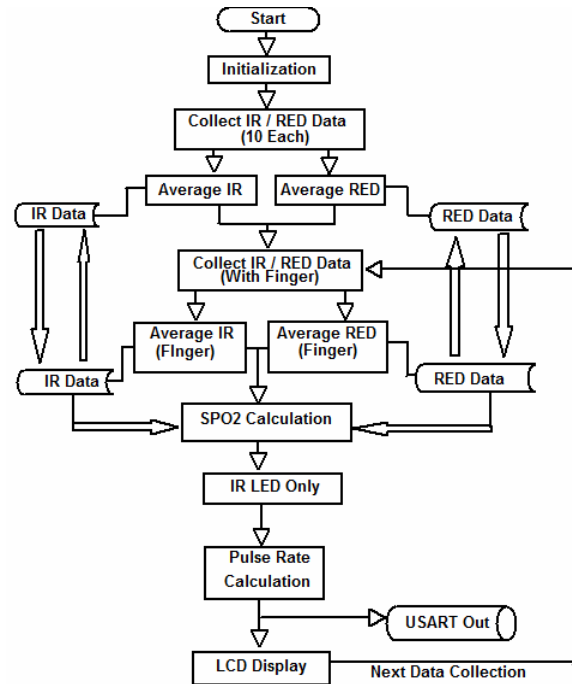 Start
Initialization
Collect IR / RED Data
(10 Each)
Average IR
Average RED
IR Data
RED Data
Collect IR / RED Data
(With Finger)
Average IR
(FInger)
Average RED
(Finger)
IR Data
RED Data
SPO2 Calculation
IR LED Only
Pulse Rate
Calculation
USART Out
LCD Display
Next Data Collection